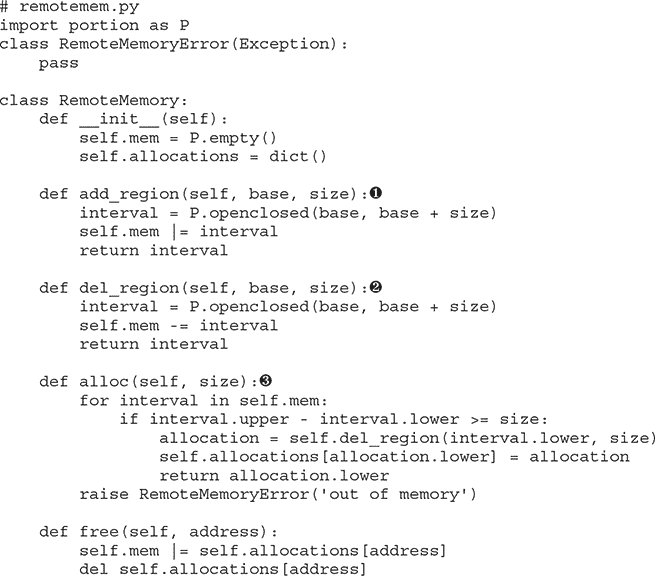 # remotemem.py
import portion as P
class RemoteMemoryError(Exception):
    pass

class RemoteMemory:
    def __init__(self):
        self.mem = P.empty()
        self.allocations = dict()

    def add_region(self, base, size):❶
        interval = P.openclosed(base, base + size)
        self.mem |= interval
        return interval

    def del_region(self, base, size):❷
        interval = P.openclosed(base, base + size)
        self.mem -= interval
        return interval

    def alloc(self, size):❸
        for interval in self.mem:
            if interval.upper - interval.lower >= size:
                allocation = self.del_region(interval.lower, size)
                self.allocations[allocation.lower] = allocation
                return allocation.lower
        raise RemoteMemoryError('out of memory')

    def free(self, address):
        self.mem |= self.allocations[address]
        del self.allocations[address]